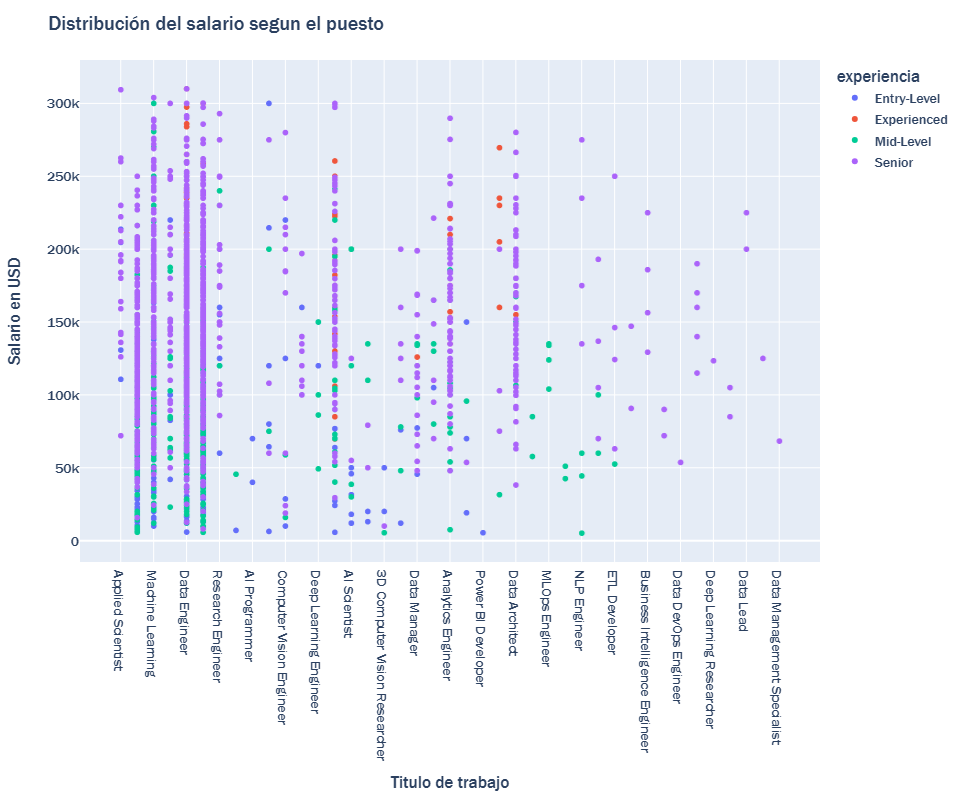 Distribución del salario segun el puesto
experiencia
Entry-Level
Experienced
Mid-Level
Senior
Salario en USD
300k
250k
200k
150k
100k
50k
0
Applied Scientist
Machine Learning
Data Engineer
Research Engineer
AI Programmer
Computer Vision Engineer
Deep Learning Engineer
AI Scientist
3D Computer Vision Researcher
Data Manager
Analytics Engineer
Power BI Developer
Data Architect
MLOps Engineer
NLP Engineer
ETL Developer
Business Intelligence Engineer
Data DevOps Engineer
Deep Learning Researcher
Data Lead
Data Management Specialist
Titulo de trabajo